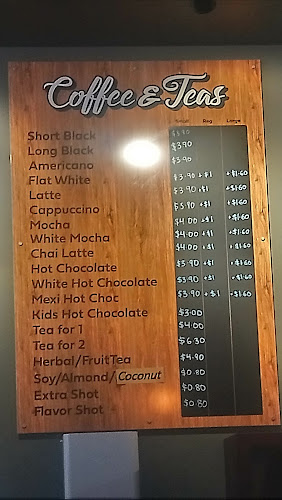 Coffee & Teas
Small Reg Large
Short Black
Long Black $3.90
Americano $3.90
Flat White $3.90 +$1 +$1.60
Latte $3.90 +$1 +$1.60
Cappuccino $3.90 +$1 +$1.60
Mocha $4.00 +$1 +$1.60
White Mocha $4.00 +$1 +$1.60
Chai Latte $4.00 +$1 +$1.60
Hot Chocolate $3.90 +$1 +$1.60
White Hot Chocolate $3.90 +$1 +$1.60
Mexi Hot Choc $3.90 +$1 +$1.60
Kids Hot Chocolate $3.00
Tea for 1 $4.00
Tea for 2 $6.30
Herbal/FruitTea $4.90
Soy/Almond/Coconut $0.80
Extra Shot $0.80
Flavor Shot $0.80